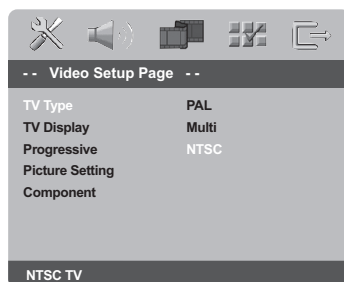 -- Video Setup Page --
TV Type PAL
TV Display Multi
Progressive NTSC
Picture Setting
Component
NTSC TV